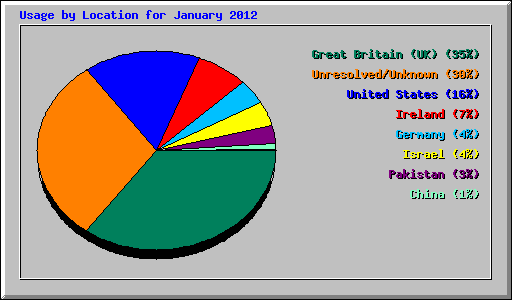 Usage by Location for January 2012
Great Britain (UK) (35%)
Unresolved/Unknown (30%)
United States (16%)
Ireland (7%)
Germany (4%)
Israel (4%)
Pakistan (3%)
China (1%)